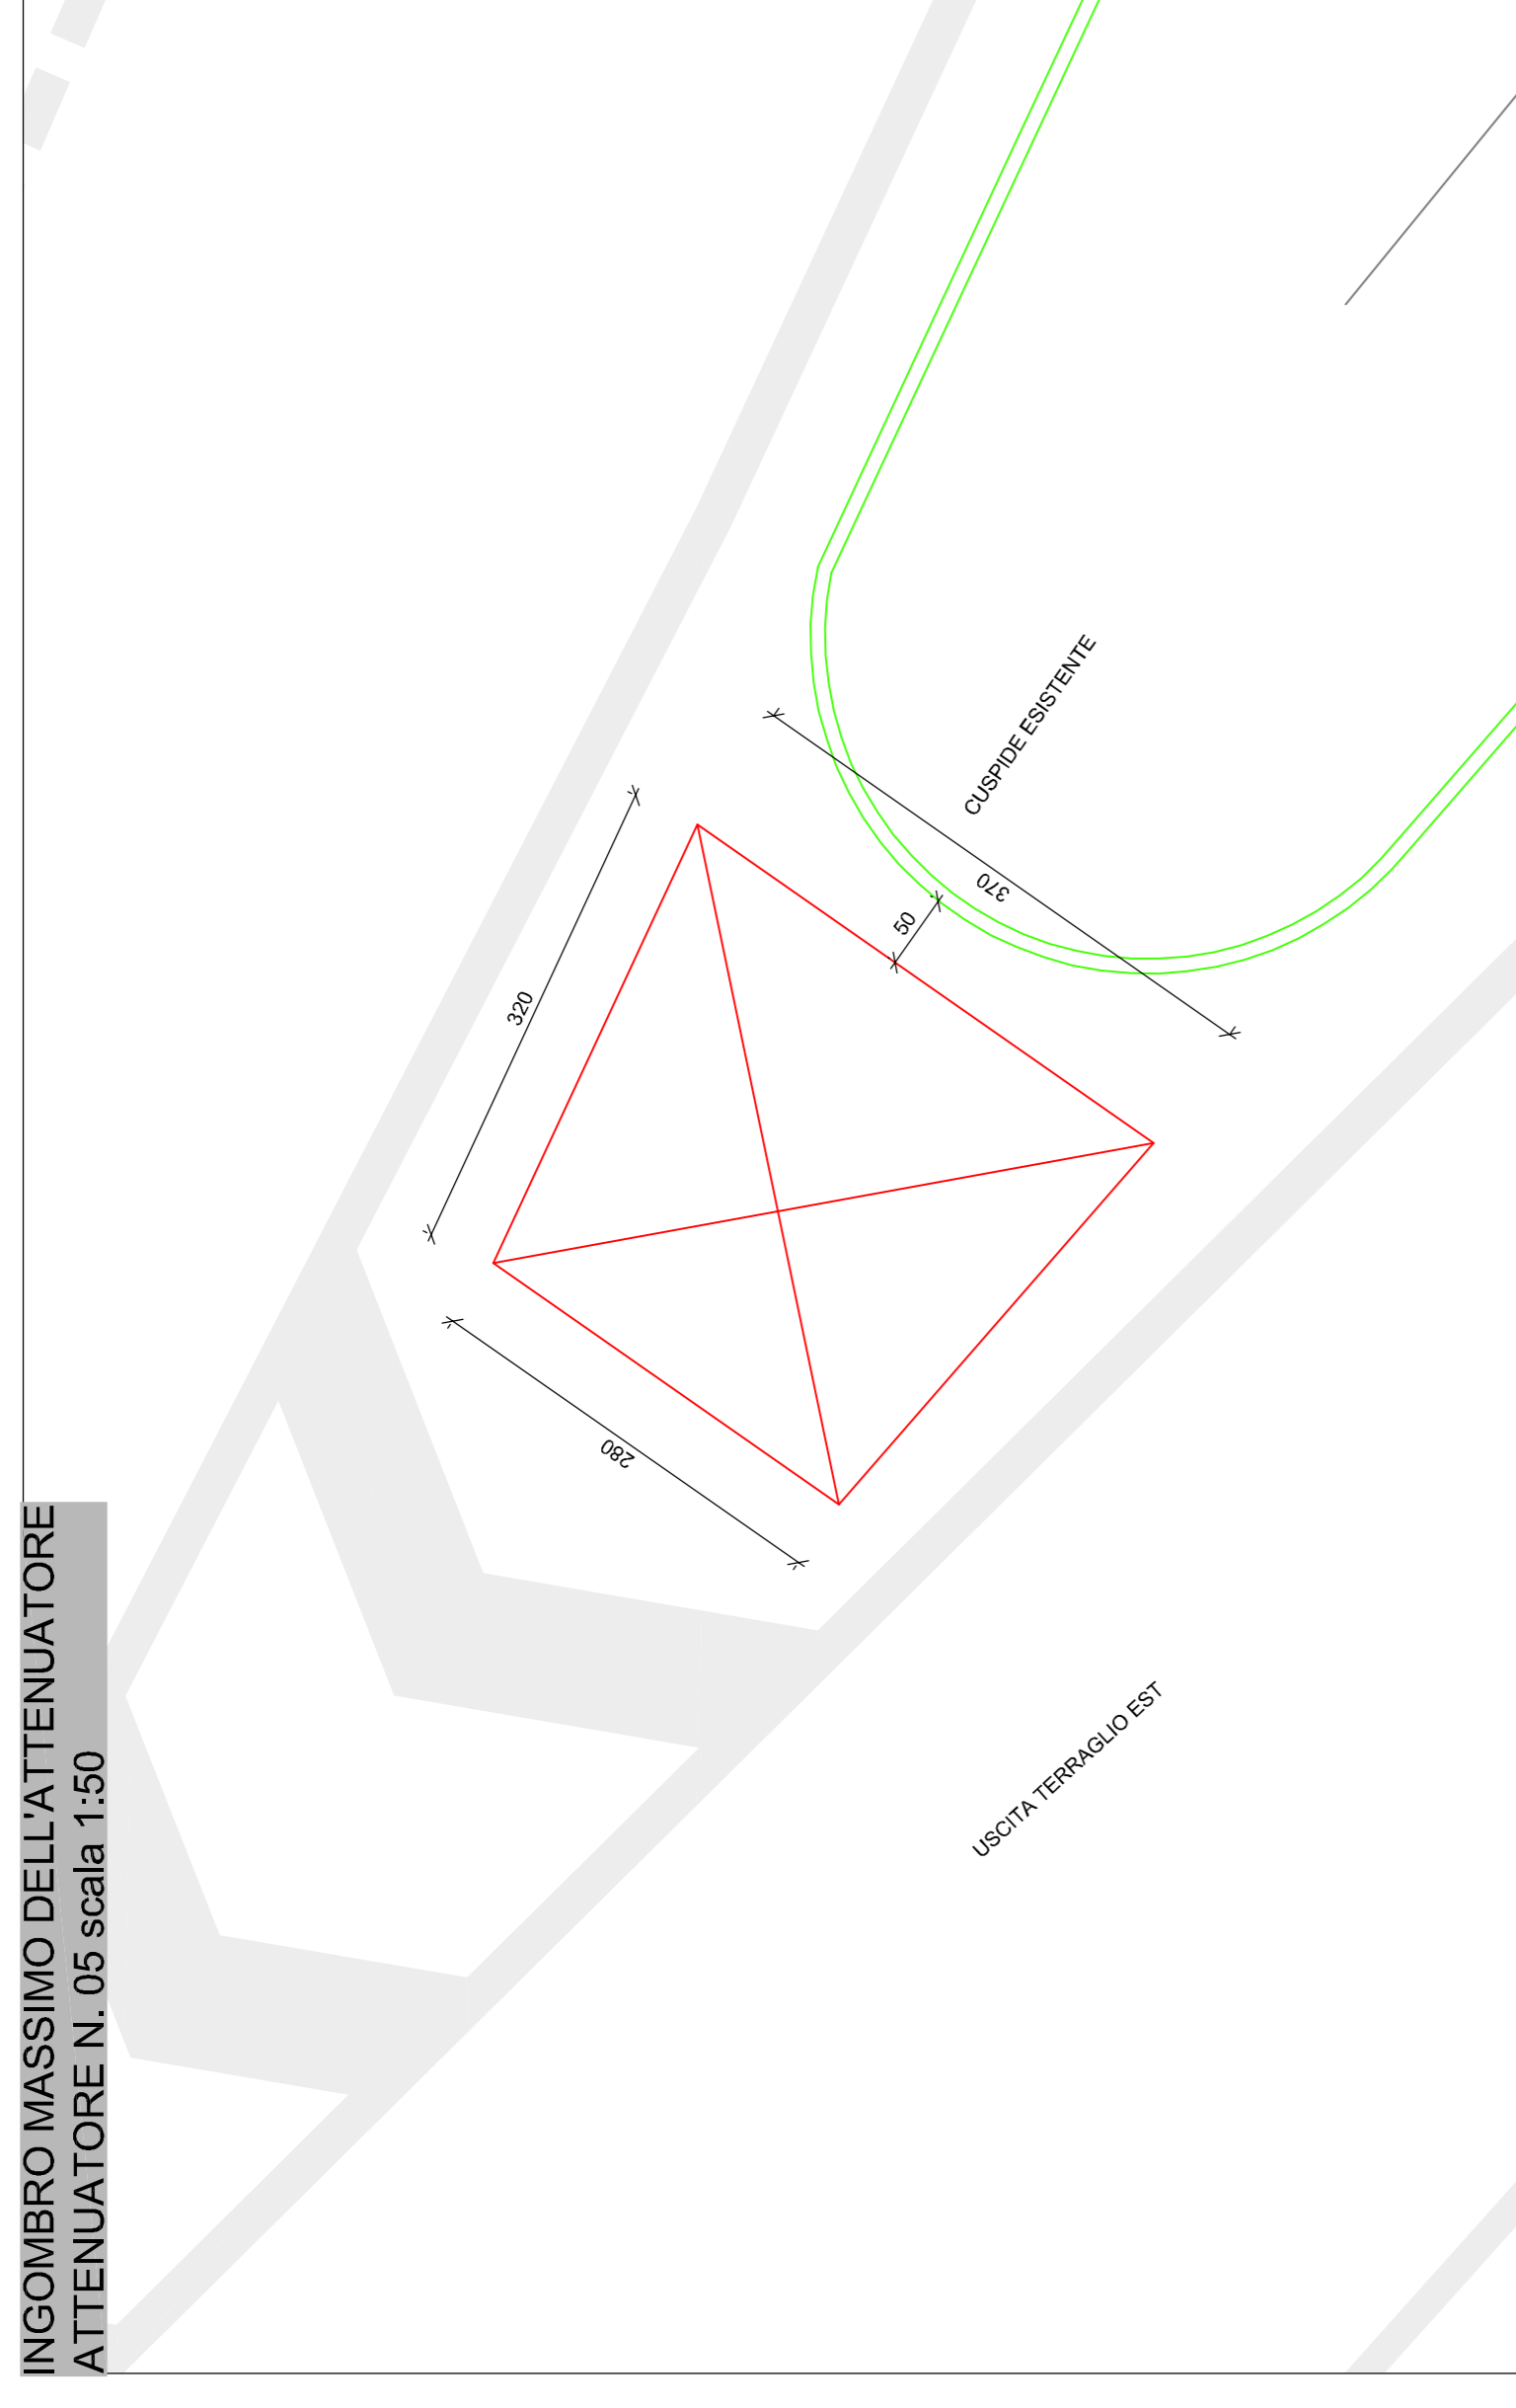 INGOMBRO MASSIMO DELL'ATTENUATORE
ATTENUATORE N. 05 scala 1:50
CUSPIDE ESISTENTE
370
50
320
280
USCITA TERRAGLIO EST